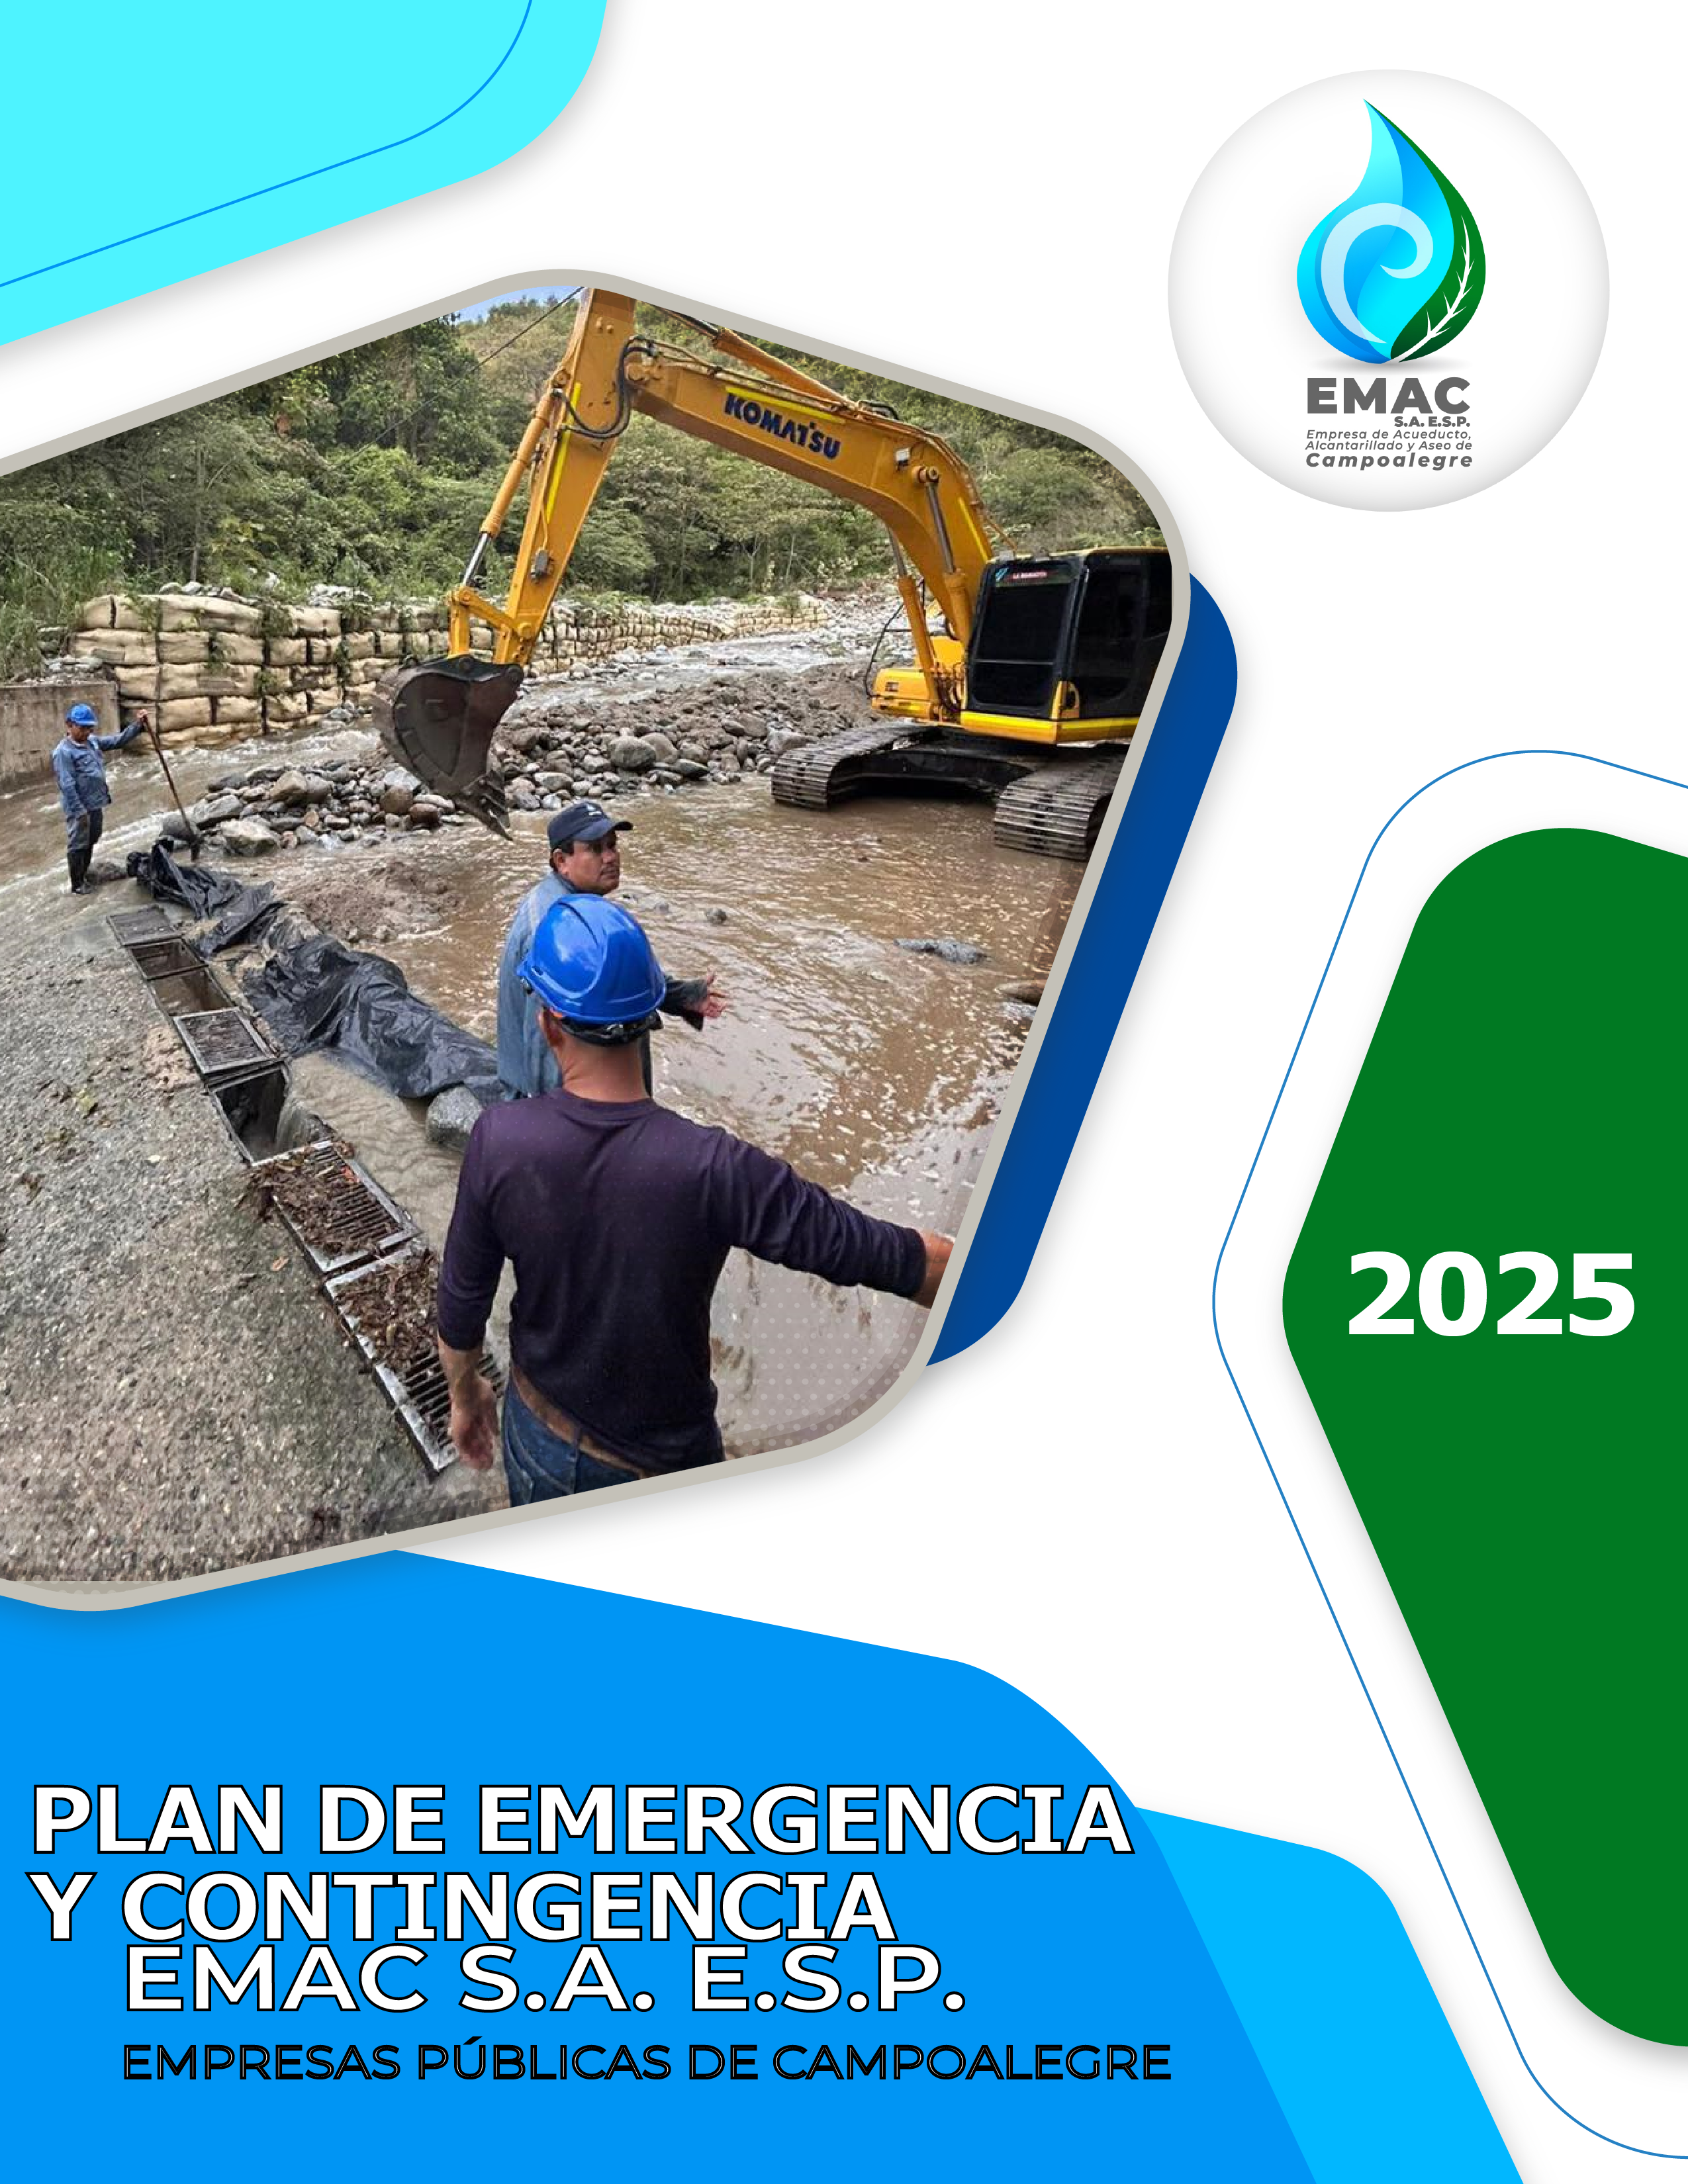 EMAC
S.A. E.S.P.
Empresa de Acueducto,
Alcantarillado y Aseo de
Campoalegre
KOMATSU
2025
PLAN DE EMERGENCIA
Y CONTINGENCIA
EMAC S.A. E.S.P.
EMPRESAS PÚBLICAS DE CAMPOALEGRE